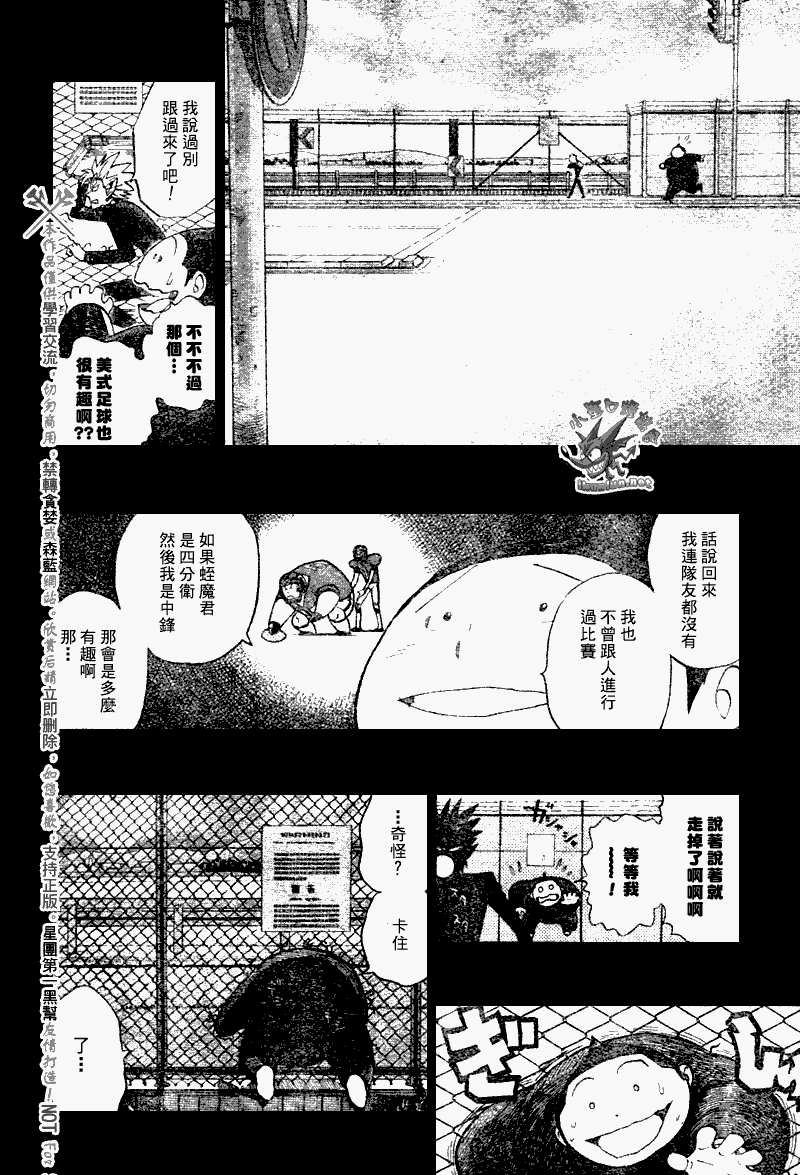 我說過別
跟過來了吧！
不不不過
那個…
美式足球也
很有趣啊??
話說回來
我連隊友都沒有
我也
不曾跟人進行
過比賽
如果蛭魔君
是四分衛
然後我是中鋒
那會是多麼
有趣啊
那…
說著說著就
走掉了啊啊啊
等等我
~~~~~!
ガシャ
…奇怪？
卡住
了…
ぎ
本作品僅供學習交流，切勿商用，禁轉貪婪或森藍網站。欣賞后請立即刪除，如您喜歡，支持正版。星團第一黑幫友情打造！NOT For